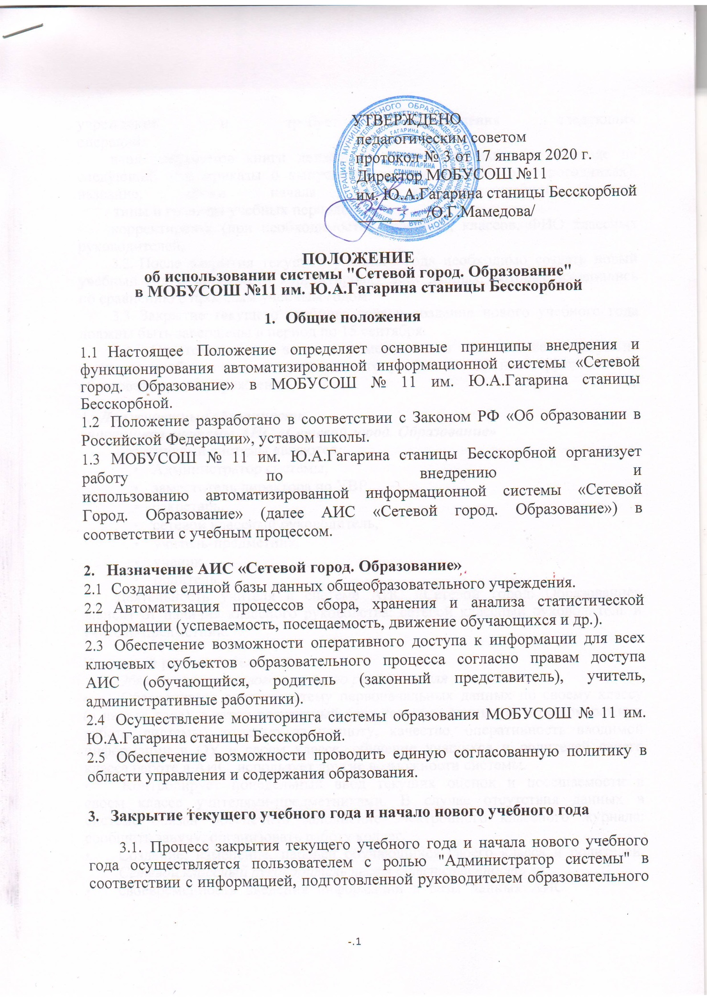 УТВЕРЖДЕНО
педагогическим советом
протокол № 3 от 17 января 2020 г.
Директор МОБУСОШ №11
им. Ю.А.Гагарина станицы Бесскорбной
/О.Г.Мамедова/
МОБУСОШ № 11
ИМ. Ю.А. ГАГАРИНА
СТАНИЦЫ
БЕССКОРБНОЙ
ПОЛОЖЕНИЕ
об использовании системы "Сетевой город. Образование"
в МОБУСОШ №11 им. Ю.А.Гагарина станицы Бесскорбной
1. Общие положения
1.1 Настоящее Положение определяет основные принципы внедрения и
функционирования автоматизированной информационной системы «Сетевой
город. Образование» в МОБУСОШ № 11 им. Ю.А.Гагарина станицы
Бесскорбной.
1.2 Положение разработано в соответствии с Законом РФ «Об образовании в
Российской Федерации», уставом школы.
1.3 МОБУСОШ № 11 им. Ю.А.Гагарина станицы Бесскорбной организует
работу по внедрению и
использованию автоматизированной информационной системы «Сетевой
Город. Образование» (далее АИС «Сетевой город. Образование») в
соответствии с учебным процессом.
2. Назначение АИС «Сетевой город. Образование»
2.1 Создание единой базы данных общеобразовательного учреждения.
2.2 Автоматизация процессов сбора, хранения и анализа статистической
информации (успеваемость, посещаемость, движение обучающихся и др.).
2.3 Обеспечение возможности оперативного доступа к информации для всех
ключевых субъектов образовательного процесса согласно правам доступа
АИС (обучающийся, родитель (законный представитель), учитель,
административные работники).
2.4 Осуществление мониторинга системы образования МОБУСОШ № 11 им.
Ю.А.Гагарина станицы Бесскорбной.
2.5 Обеспечение возможности проводить единую согласованную политику в
области управления и содержания образования.
3. Закрытие текущего учебного года и начало нового учебного года
3.1. Процесс закрытия текущего учебного года и начала нового учебного
года осуществляется пользователем с ролью "Администратор системы" в
соответствии с информацией, подготовленной руководителем образовательного
-.1